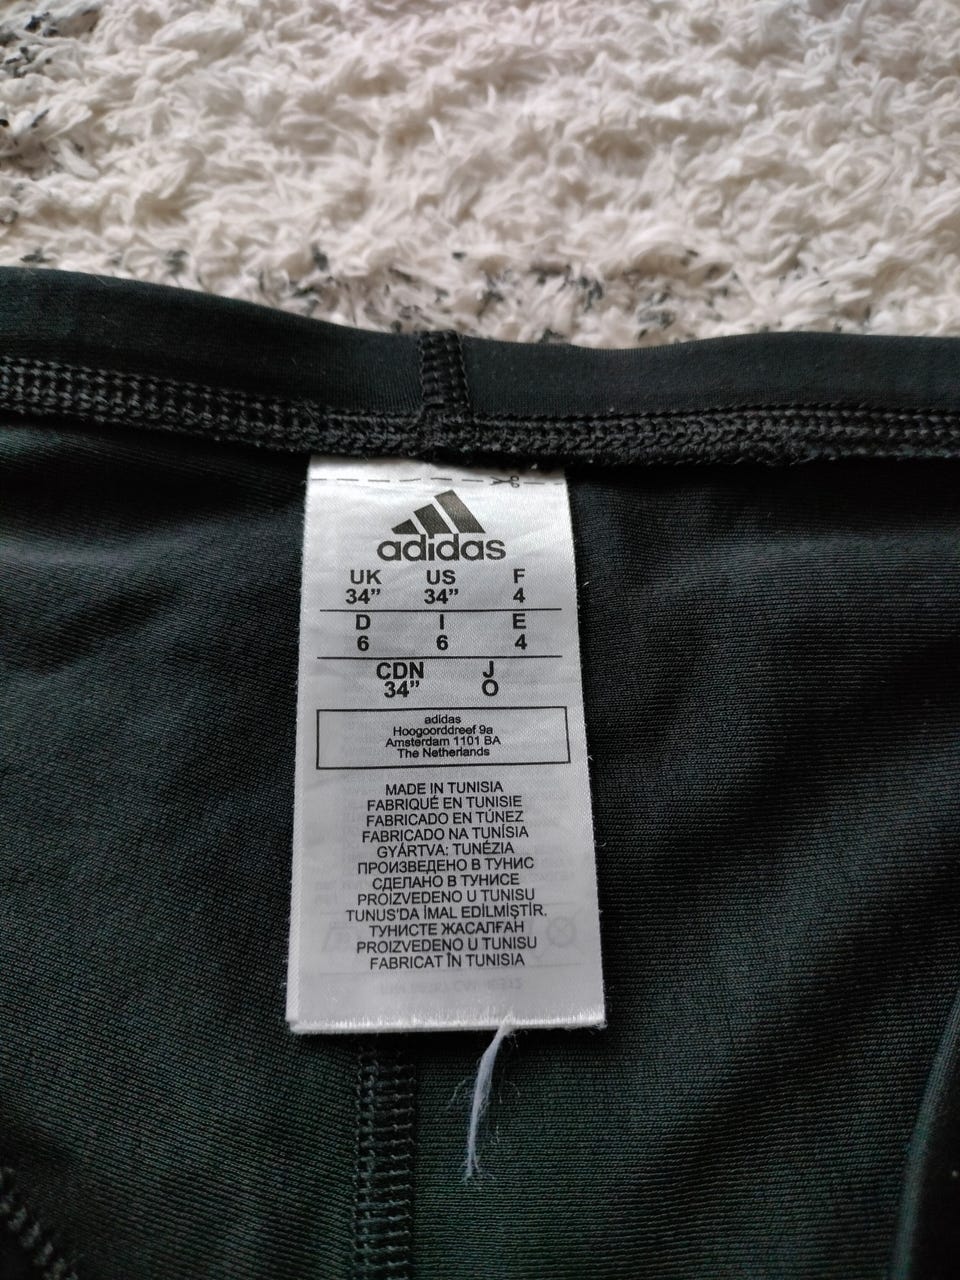 adidas
UK US F
34” 34” 4
D I E
6 6 4
CDN J
34” O
adidas
Hoogoorddreef 9a
Amsterdam 1101 BA
The Netherlands
MADE IN TUNISIA
FABRIQUÉ EN TUNISIE
FABRICADO EN TÚNEZ
FABRICADO NA TUNÍSIA
GYÁRTVA: TUNÉZIA
ПРОИЗВЕДЕНО В ТУНИС
СДЕЛАНО В ТУНИСЕ
PROIZVEDENO U TUNISU
TUNUS'DA İMAL EDİLMİŞTİR.
ТУНИСТЕ ЖАСАЛҒАН
PROIZVEDENO U TUNISU
FABRICAT ÎN TUNISIA